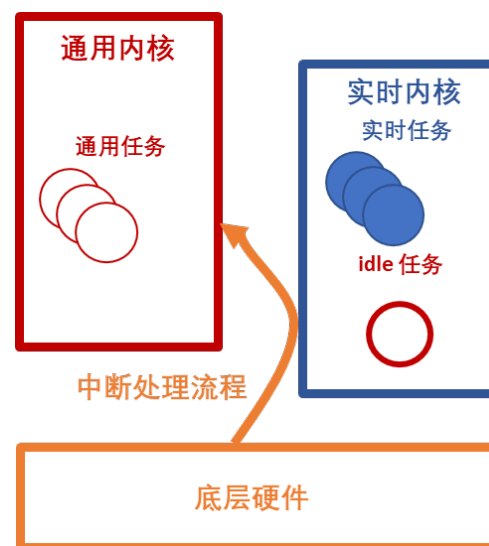 通用内核
通用任务
实时内核
实时任务
idle 任务
中断处理流程
底层硬件